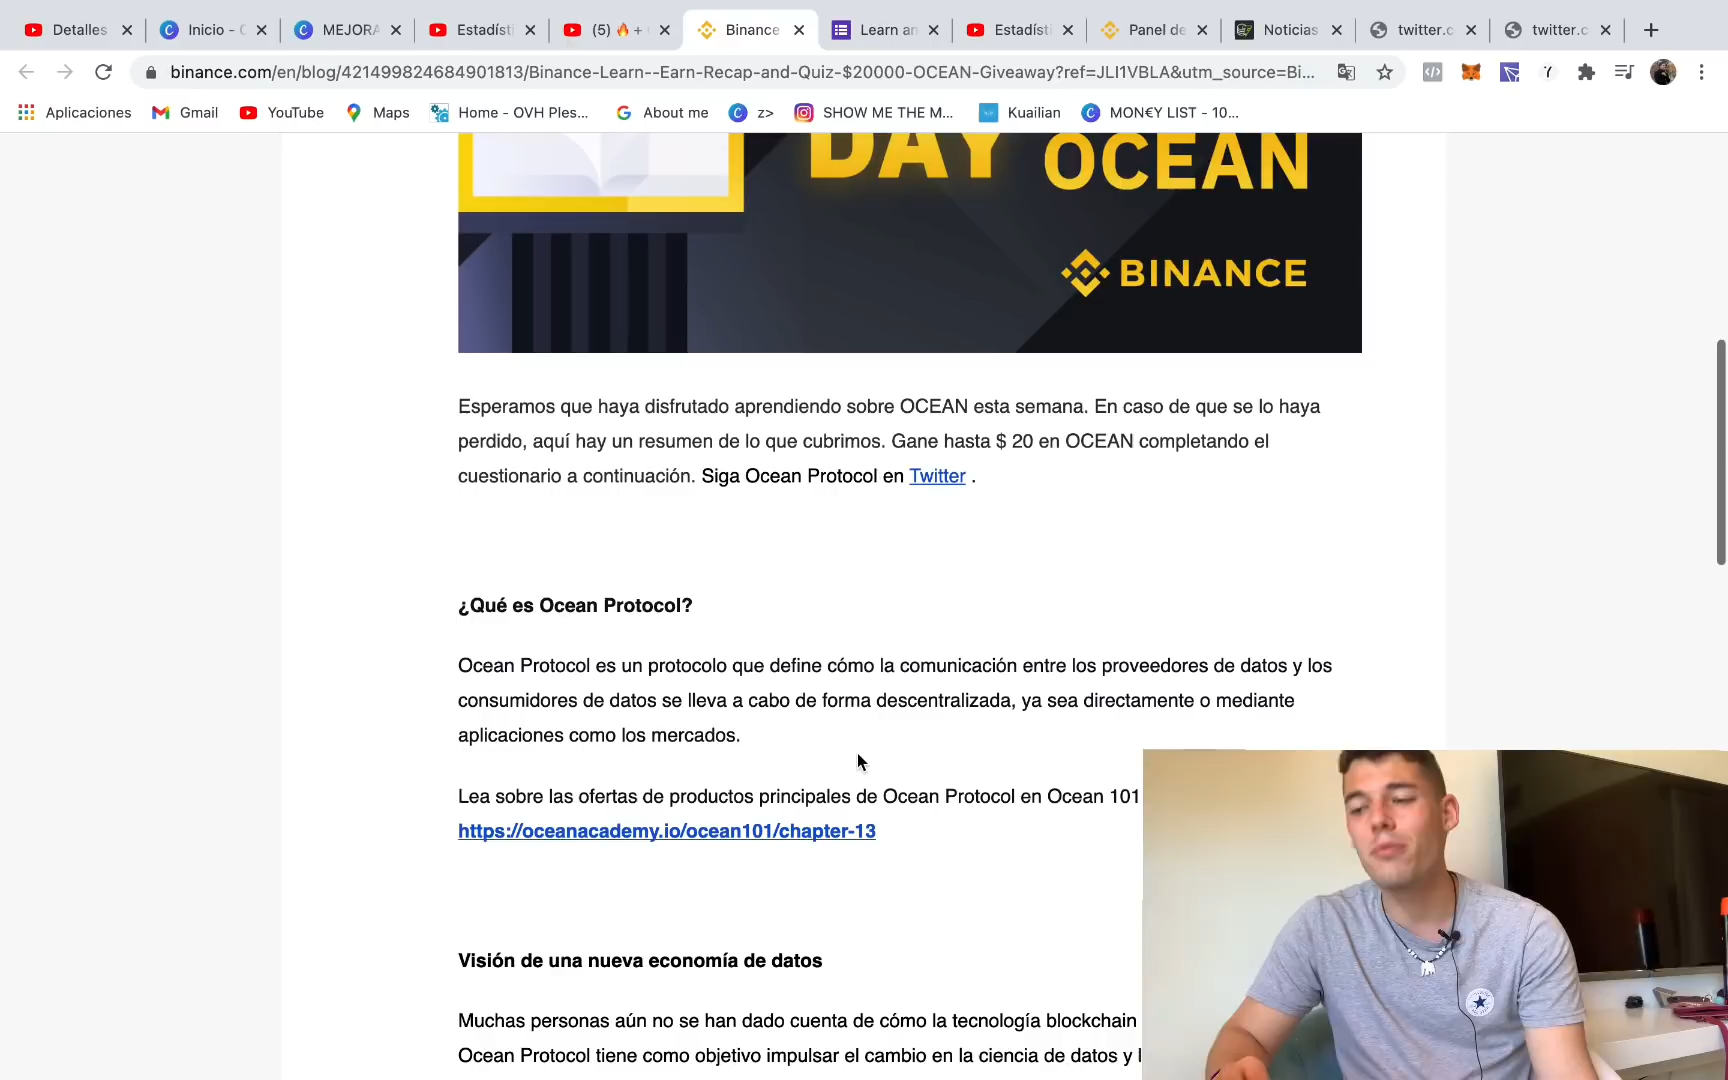 Detalles
Inicio - C
MEJORA
Estadísti
(5) 🔥 +
Binance
Learn an
Estadísti
Panel de
Noticias
twitter.c
twitter.c
binance.com/en/blog/421499824684901813/Binance-Learn--Earn-Recap-and-Quiz-$20000-OCEAN-Giveaway?ref=JLI1VBLA&utm_source=Bi...
Aplicaciones
Gmail
YouTube
Maps
Home - OVH Ples...
About me
z>
SHOW ME THE M...
Kuailian
MON€Y LIST - 10...
DAY OCEAN
BINANCE
Esperamos que haya disfrutado aprendiendo sobre OCEAN esta semana. En caso de que se lo haya
perdido, aquí hay un resumen de lo que cubrimos. Gane hasta $ 20 en OCEAN completando el
cuestionario a continuación. Siga Ocean Protocol en Twitter .
¿Qué es Ocean Protocol?
Ocean Protocol es un protocolo que define cómo la comunicación entre los proveedores de datos y los
consumidores de datos se lleva a cabo de forma descentralizada, ya sea directamente o mediante
aplicaciones como los mercados.
Lea sobre las ofertas de productos principales de Ocean Protocol en Ocean 101
https://oceanacademy.io/ocean101/chapter-13
Visión de una nueva economía de datos
Muchas personas aún no se han dado cuenta de cómo la tecnología blockchain
Ocean Protocol tiene como objetivo impulsar el cambio en la ciencia de datos y l